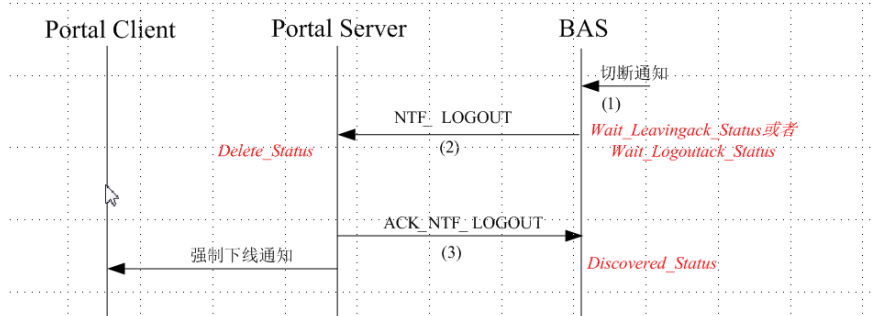 Portal Client Portal Server BAS
切断通知
(1)
NTF_ LOGOUT
(2)
Wait_Leavingack_Status或者
Wait_Logoutack_Status
Delete_Status
ACK_NTF_ LOGOUT
(3)
强制下线通知
Discovered_Status